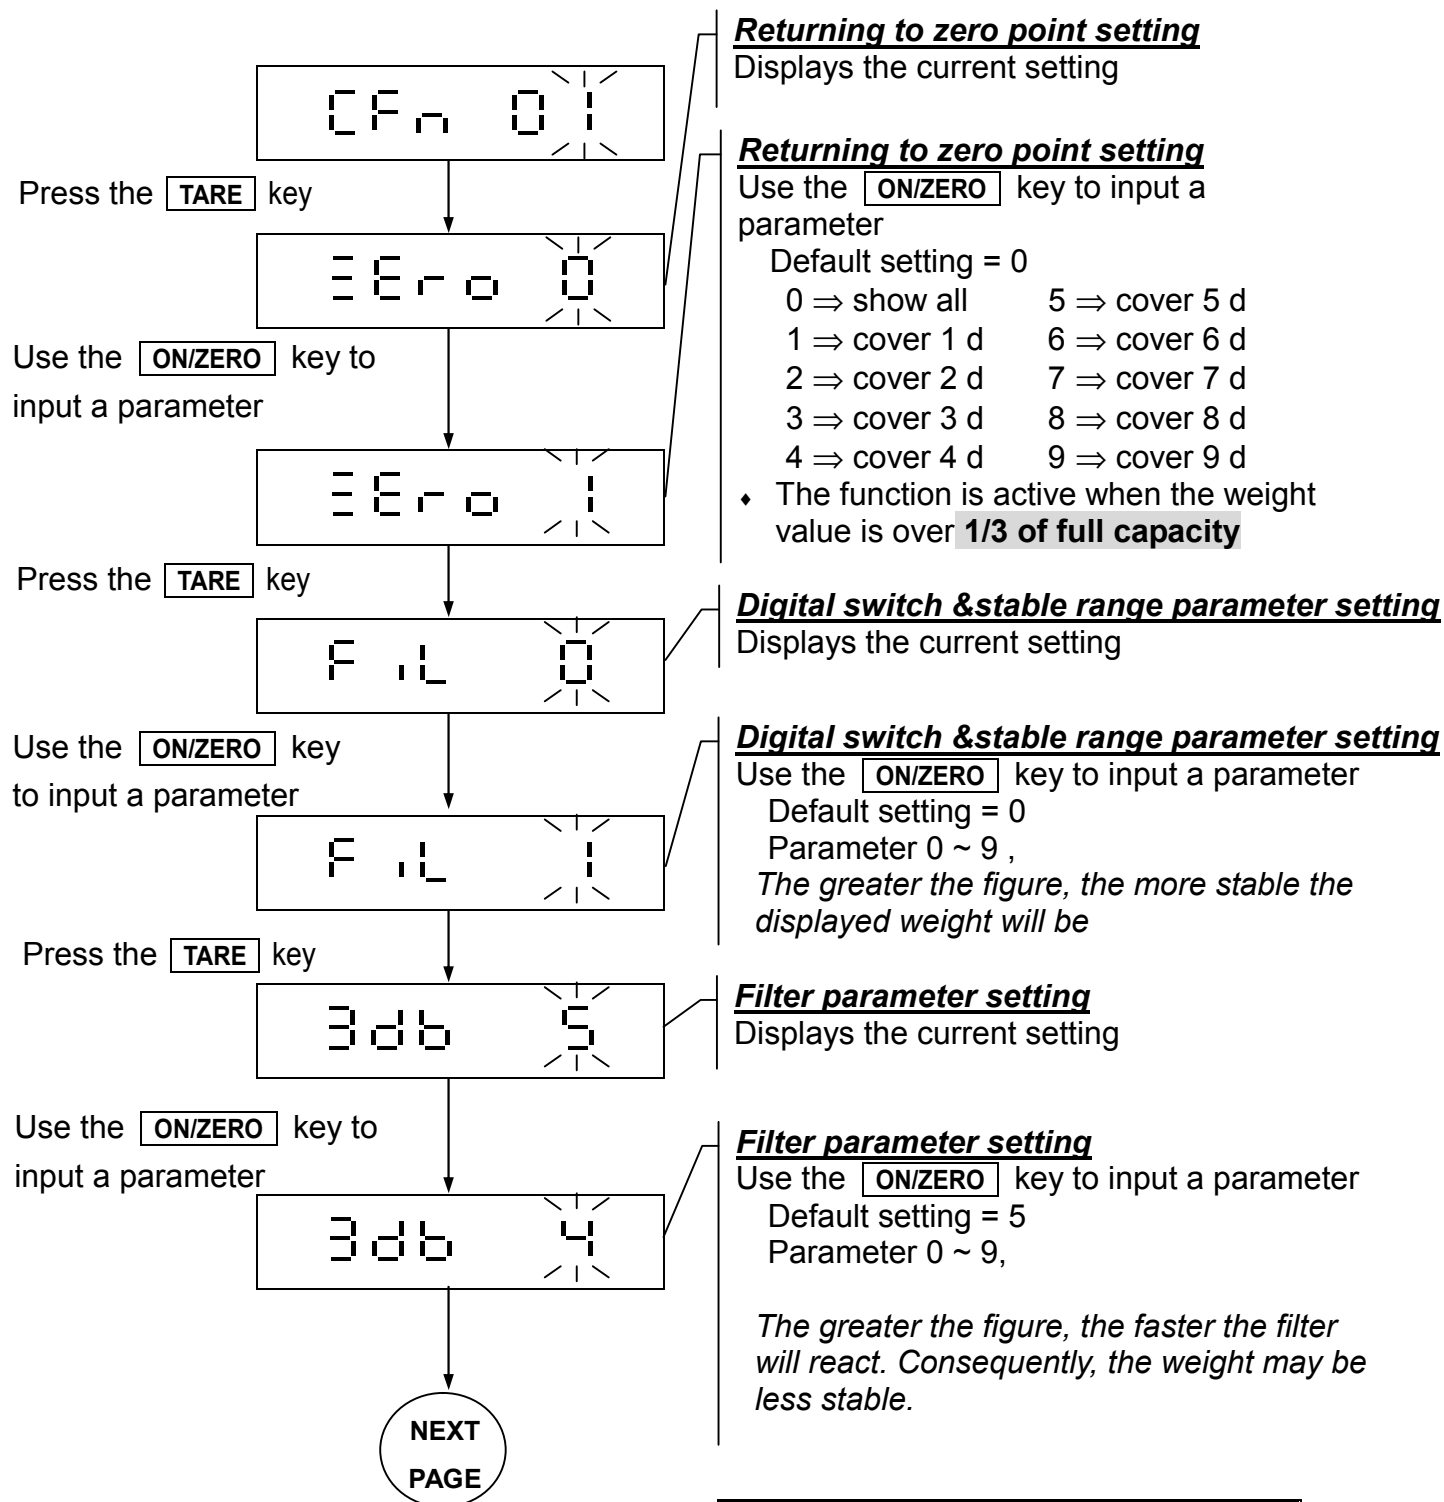 Returning to zero point setting
Displays the current setting
CFn 01
Press the TARE key
ZEro 0
Returning to zero point setting
Use the ON/ZERO key to input a
parameter
Default setting = 0
0 ⇒ show all 5 ⇒ cover 5 d
1 ⇒ cover 1 d 6 ⇒ cover 6 d
2 ⇒ cover 2 d 7 ⇒ cover 7 d
3 ⇒ cover 3 d 8 ⇒ cover 8 d
4 ⇒ cover 4 d 9 ⇒ cover 9 d
♦ The function is active when the weight
value is over 1/3 of full capacity
Use the ON/ZERO key to
input a parameter
ZEro 1
Press the TARE key
FiL 0
Digital switch &stable range parameter setting
Displays the current setting
Use the ON/ZERO key
to input a parameter
FiL 1
Digital switch &stable range parameter setting
Use the ON/ZERO key to input a parameter
Default setting = 0
Parameter 0 ~ 9 ,
The greater the figure, the more stable the
displayed weight will be
Press the TARE key
3db 5
Filter parameter setting
Displays the current setting
Use the ON/ZERO key to
input a parameter
3db 4
Filter parameter setting
Use the ON/ZERO key to input a parameter
Default setting = 5
Parameter 0 ~ 9,
The greater the figure, the faster the filter
will react. Consequently, the weight may be
less stable.
NEXT
PAGE